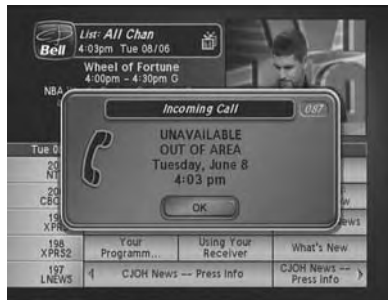 Bell
List: All Chan
4:03pm Tue 08/06
Wheel of Fortune
4:00pm – 4:30pm G
NBA
Incoming Call
087
UNAVAILABLE
OUT OF AREA
Tuesday, June 8
4:03 pm
OK
Tue
20
NT
20
CBC
19
XPR
ews
198
XPRS2
Your
Programm...
Using Your
Receiver
What's New
197
LNEWS
CJOH News -- Press Info
CJOH News --
Press Info